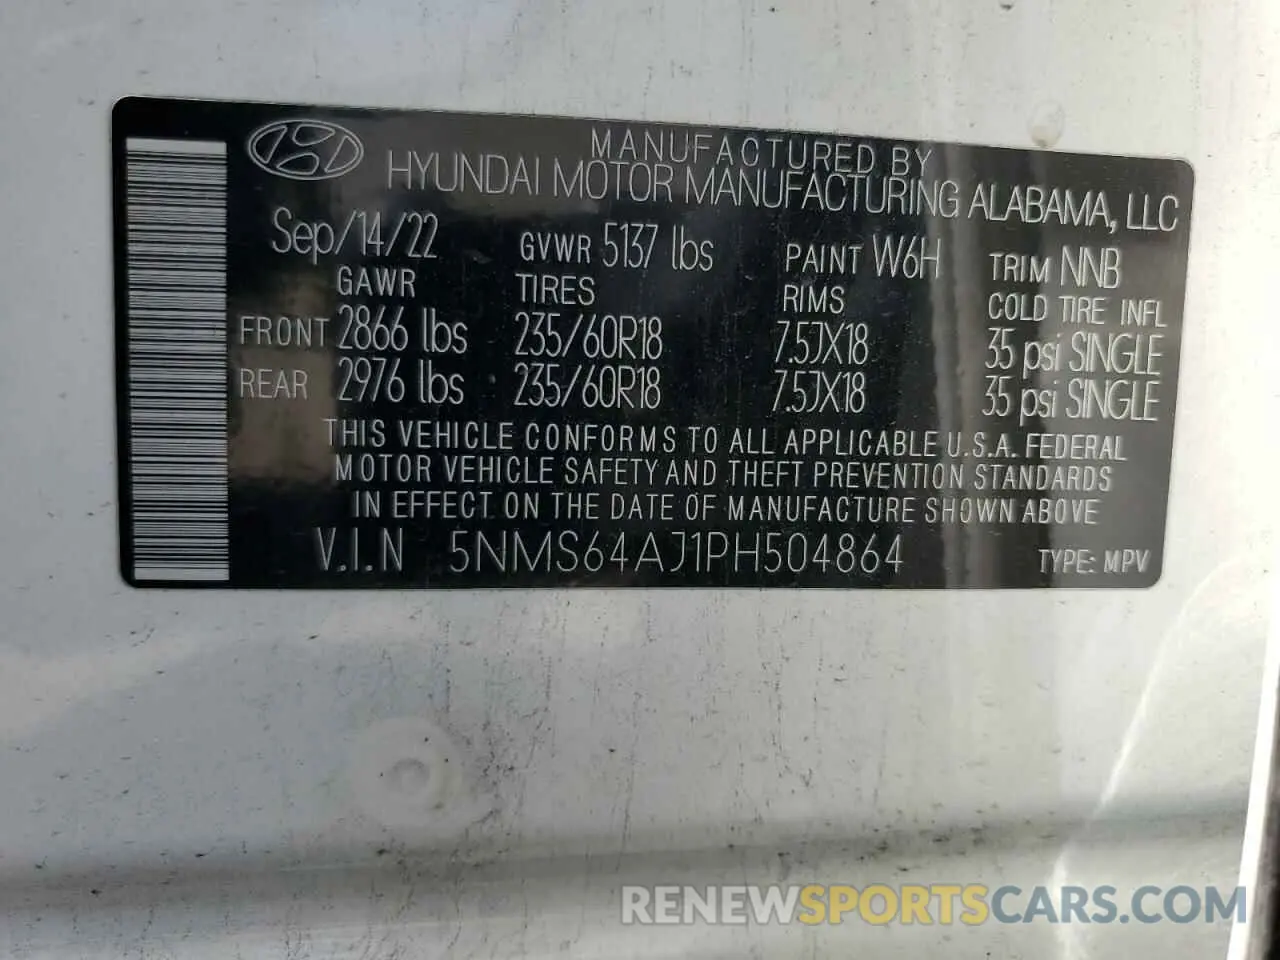 MANUFACTURED BY
HYUNDAI MOTOR MANUFACTURING ALABAMA, LLC
Sep/14/22 GVWR 5137 lbs PAINT W6H TRIM NNB
GAWR TIRES RIMS COLD TIRE INFL
FRONT 2866 lbs 235/60R18 7.5JX18 35 psi SINGLE
REAR 2976 lbs 235/60R18 7.5JX18 35 psi SINGLE
THIS VEHICLE CONFORMS TO ALL APPLICABLE U.S.A. FEDERAL
MOTOR VEHICLE SAFETY AND THEFT PREVENTION STANDARDS
IN EFFECT ON THE DATE OF MANUFACTURE SHOWN ABOVE
V.I.N 5NMS64AJ1PH504864 TYPE: MPV
RENEWSPORTSCARS.COM